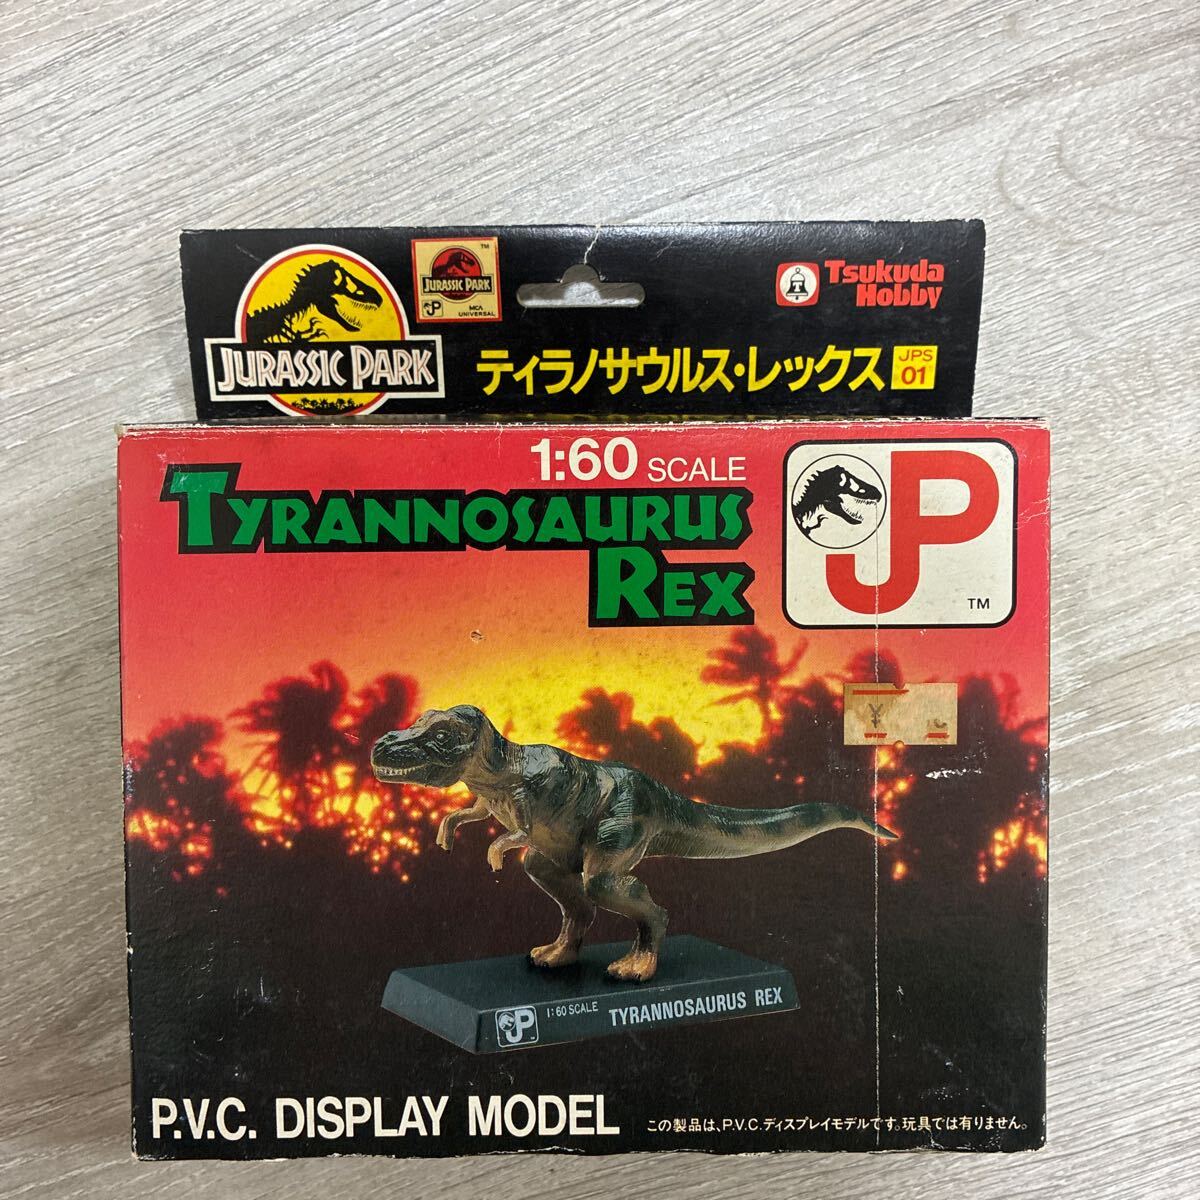 JURASSIC PARK
TM
JURASSIC PARK
JP
MCA
UNIVERSAL
Tsukuda
Hobby
ティラノサウルス・レックス
JPS
01
1:60 SCALE
TYRANNOSAURUS
REX
JP
TM
¥
JP
1:60 SCALE TYRANNOSAURUS REX
P.V.C. DISPLAY MODEL
この製品は、P.V.C.ディスプレイモデルです。玩具では有りません。